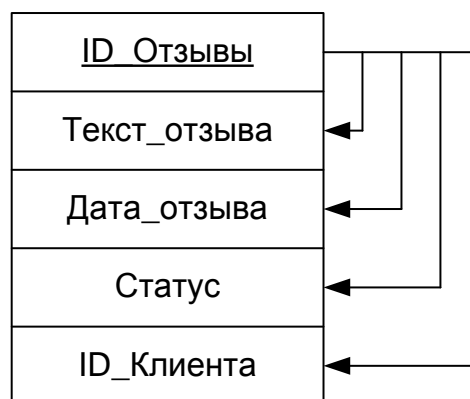 ID_Отзывы
Текст_отзыва
Дата_отзыва
Статус
ID_Клиента